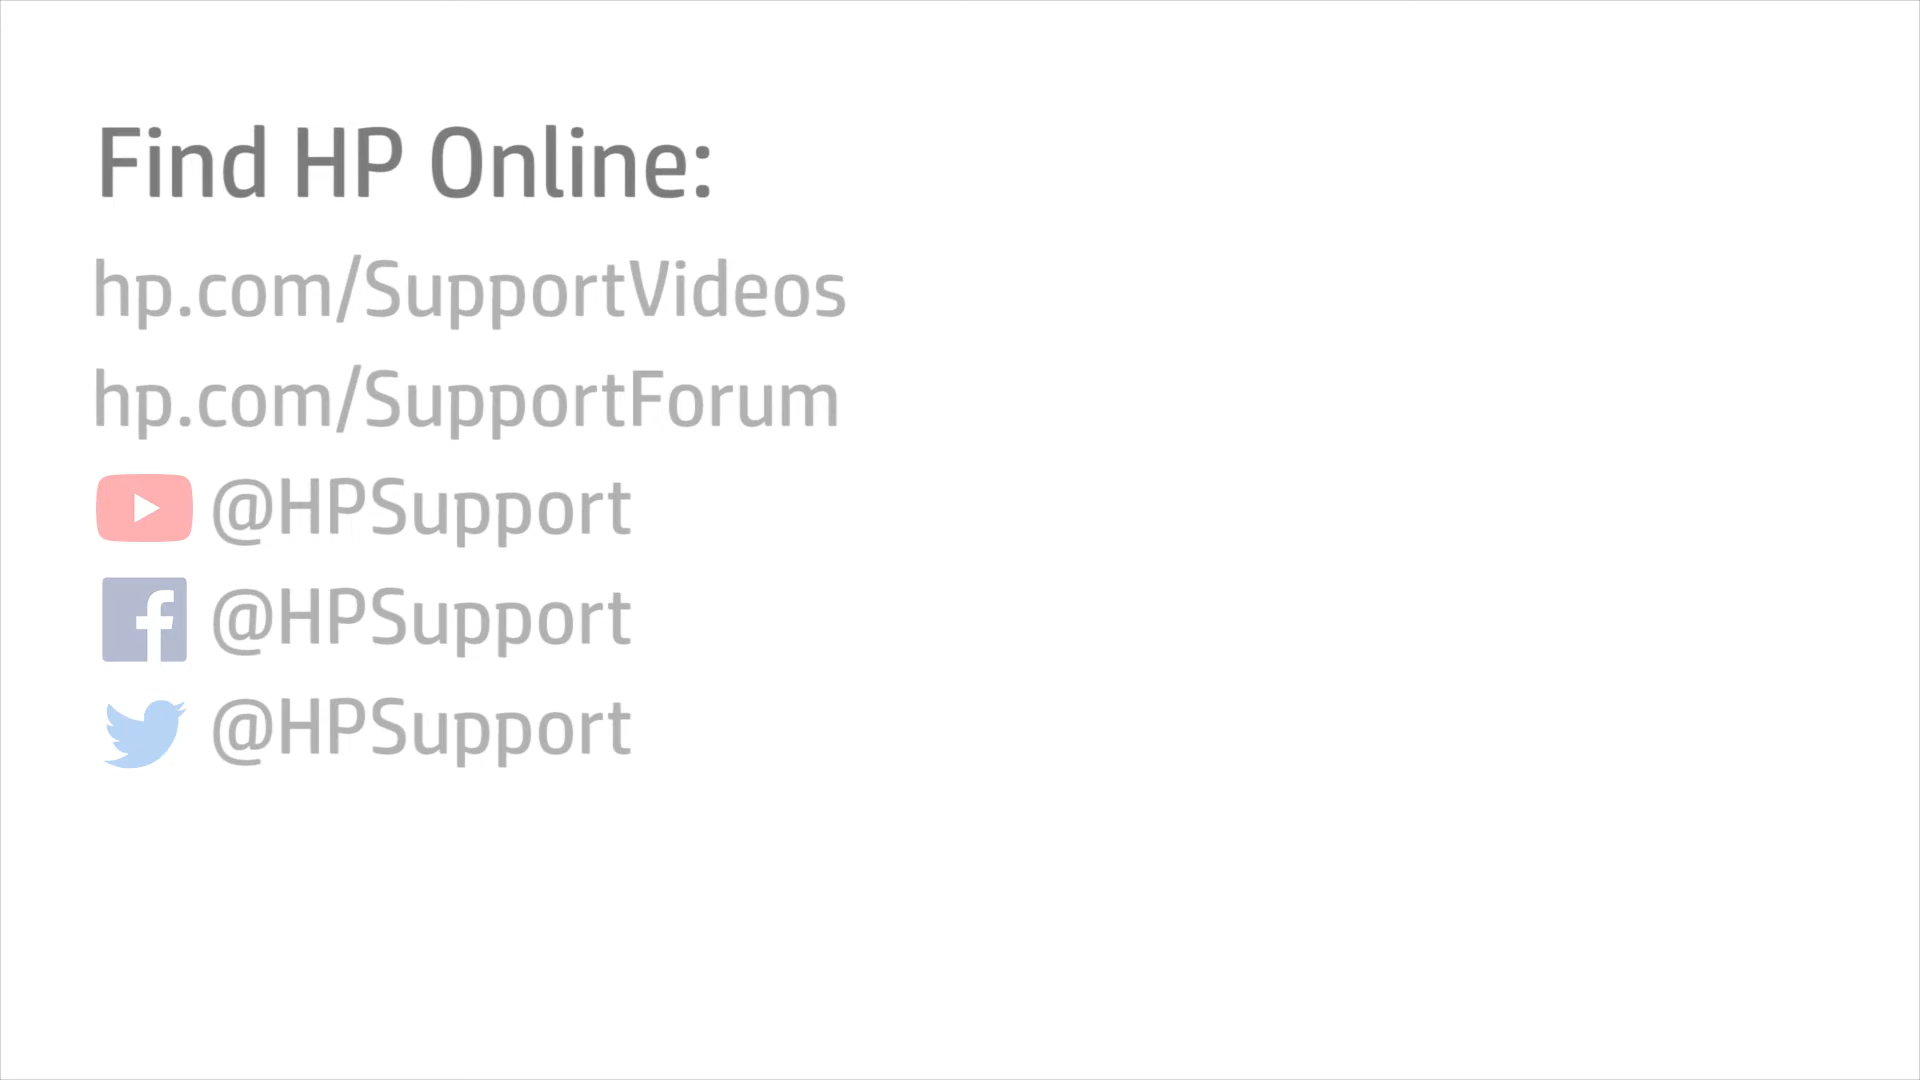 Find HP Online:
hp.com/SupportVideos
hp.com/SupportForum
@HPSupport
@HPSupport
@HPSupport